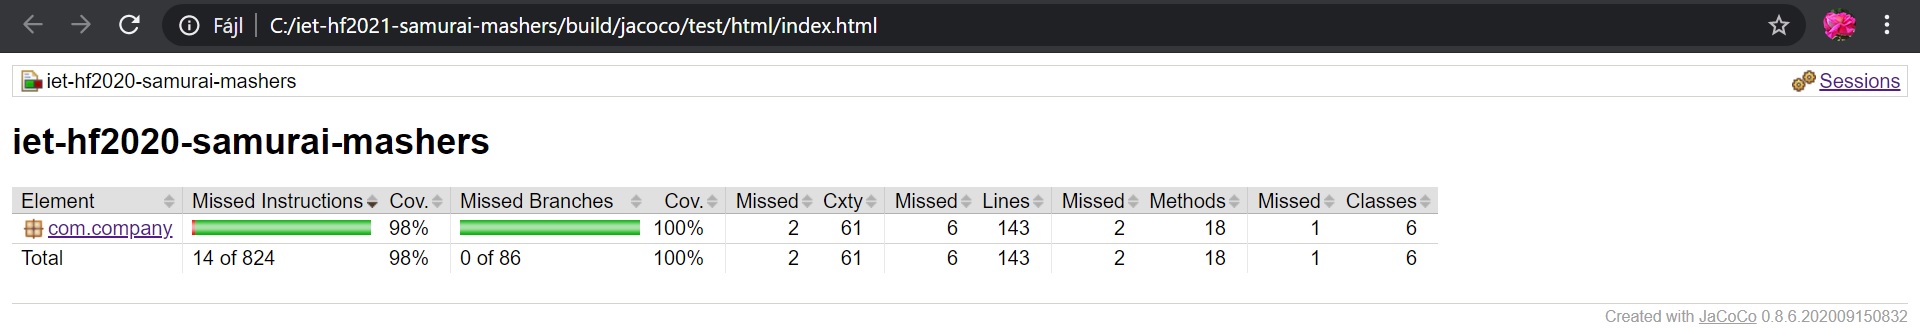 Fájl C:/iet-hf2021-samurai-mashers/build/jacoco/test/html/index.html
iet-hf2020-samurai-mashers Sessions
iet-hf2020-samurai-mashers
Element Missed Instructions Cov. Missed Branches Cov. Missed Cxty Missed Lines Missed Methods Missed Classes
com.company 98% 100% 2 61 6 143 2 18 1 6
Total 14 of 824 98% 0 of 86 100% 2 61 6 143 2 18 1 6
Created with JaCoCo 0.8.6.202009150832